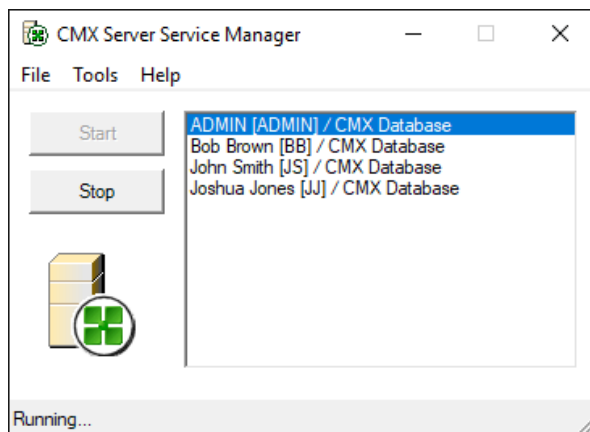 CMX Server Service Manager
File Tools Help
Start
Stop
ADMIN [ADMIN] / CMX Database
Bob Brown [BB] / CMX Database
John Smith [JS] / CMX Database
Joshua Jones [JJ] / CMX Database
Running...